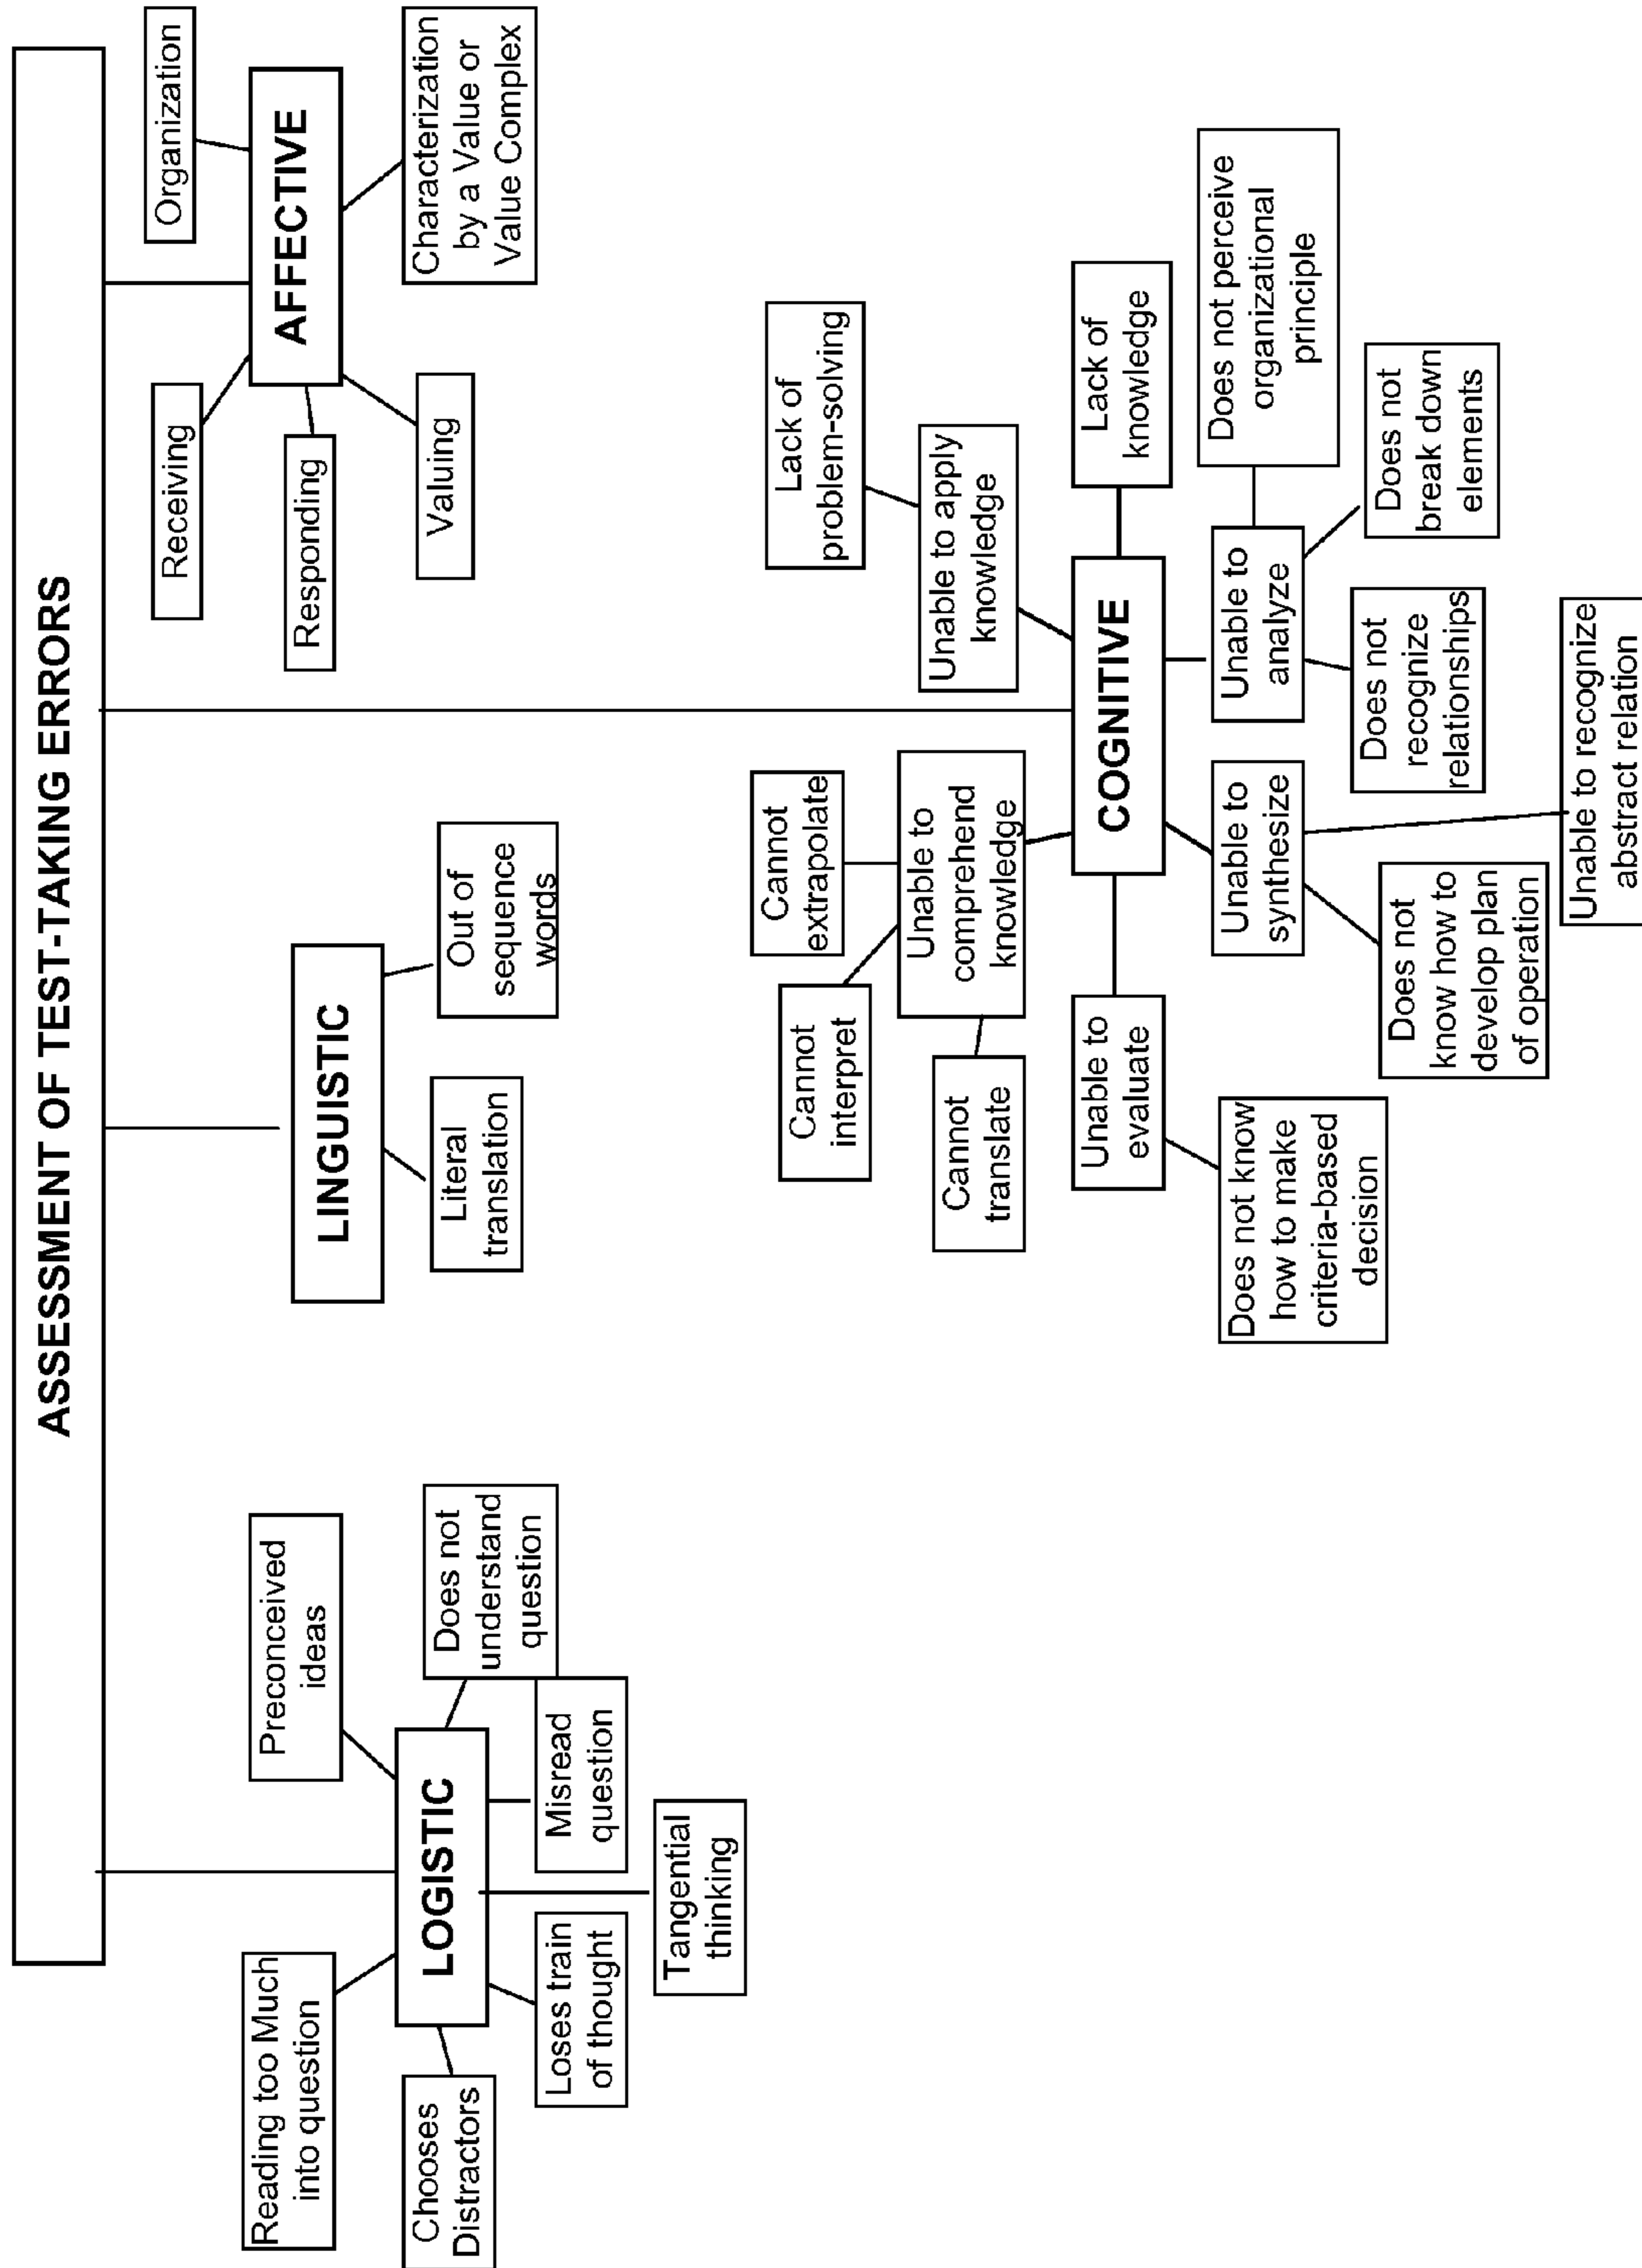 ASSESSMENT OF TEST-TAKING ERRORS
Reading too Much
into question
Preconceived
ideas
LOGISTIC
Chooses
Distractors
Loses train
of thought
Tangential
thinking
Misread
question
Does not
understand
question
LINGUISTIC
Literal
translation
Out of
sequence
words
Receiving
Organization
AFFECTIVE
Responding
Valuing
Characterization
by a Value or
Value Complex
Cannot
interpret
Cannot
extrapolate
Cannot
translate
Unable to
comprehend
knowledge
Lack of
problem-solving
Unable to apply
knowledge
COGNITIVE
Lack of
knowledge
Unable to
evaluate
Does not know
how to make
criteria-based
decision
Unable to
synthesize
Does not
know how to
develop plan
of operation
Unable to recognize
abstract relation
Unable to
analyze
Does not
recognize
relationships
Does not
break down
elements
Does not perceive
organizational
principle